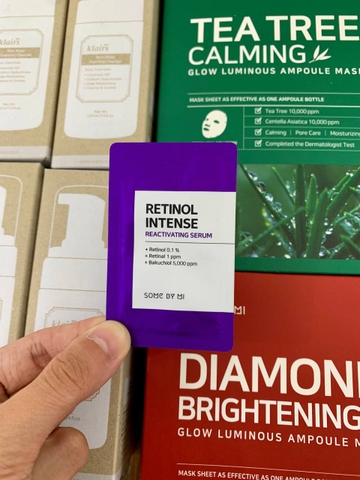 klairs
klairs
TEA TREE
CALMING
GLOW LUMINOUS AMPOULE MASK
MASK SHEET AS EFFECTIVE AS ONE AMPOULE BOTTLE
Tea Tree 10,000 ppm
Centella Asiatica 10,000 ppm
Calming | Pore Care | Moisturizing
Completed the Dermatologist Test
RETINOL
INTENSE
REACTIVATING SERUM
+ Retinol 0.1 %
+ Retinal 1 ppm
+ Bakuchiol 5,000 ppm
SOME BY MI
MI
DIAMOND
BRIGHTENING
GLOW LUMINOUS AMPOULE M
MASK SHEET AS EFFECTIVE AS ONE AMPOULE BO